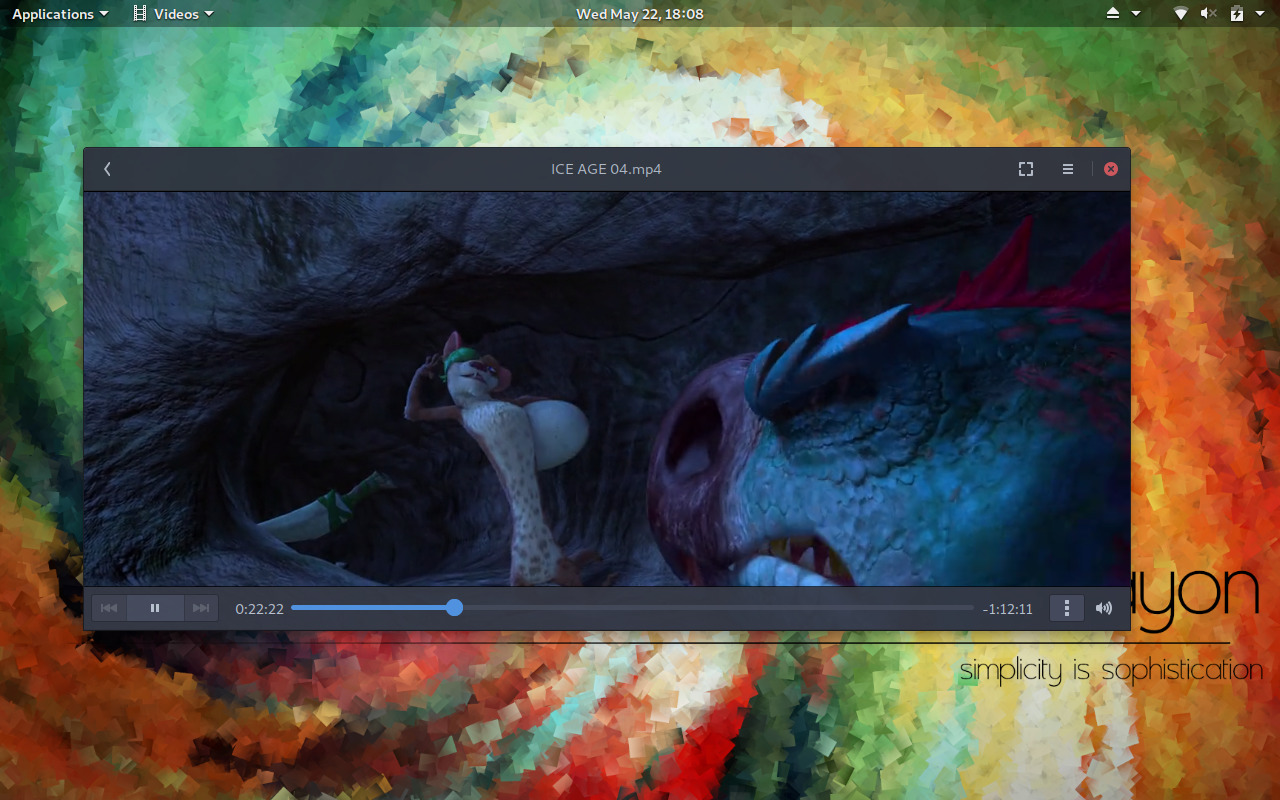 Applications Videos Wed May 22, 18:08
ICE AGE 04.mp4
0:22:22 -1:12:11
simplicity is sophistication